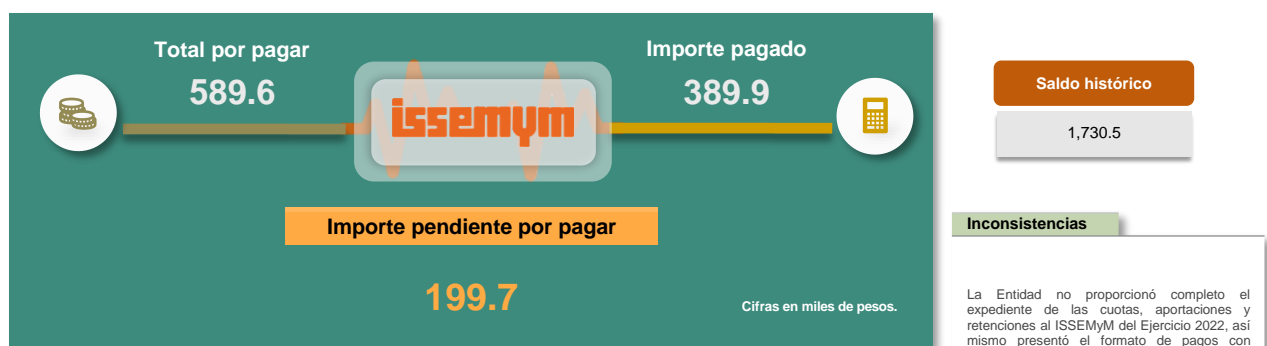 Total por pagar
589.6
issemym
Importe pagado
389.9
Importe pendiente por pagar
199.7
Cifras en miles de pesos.
Saldo histórico
1,730.5
Inconsistencias
La Entidad no proporcionó completo el
expediente de las cuotas, aportaciones y
retenciones al ISSEMyM del Ejercicio 2022, así
mismo presentó el formato de pagos con